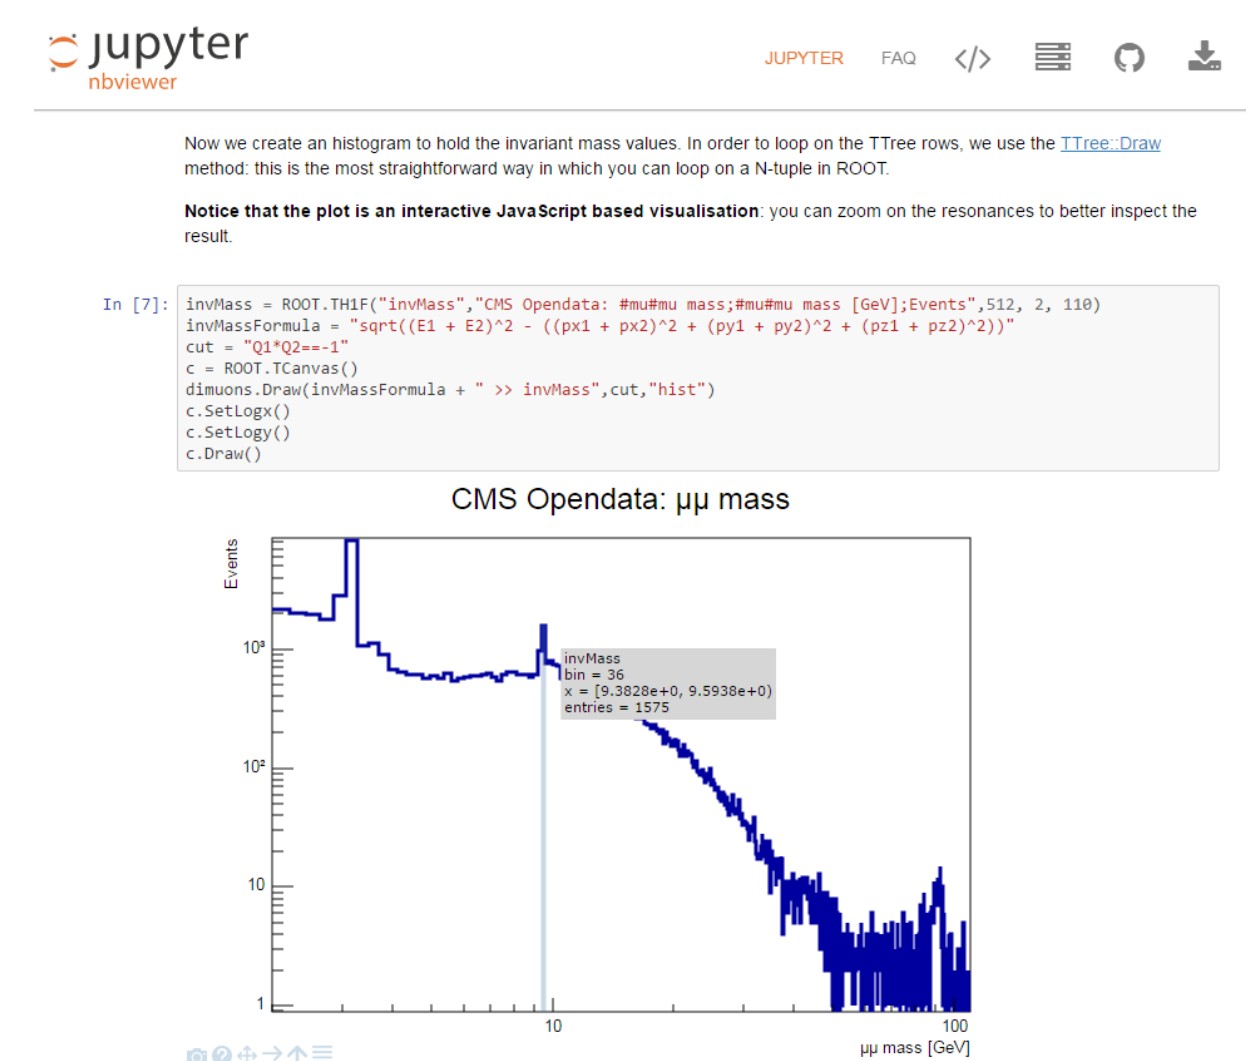 jupyter
nbviewer
JUPYTER FAQ </>
Now we create an histogram to hold the invariant mass values. In order to loop on the TTree rows, we use the TTree::Draw
method: this is the most straightforward way in which you can loop on a N-tuple in ROOT.
Notice that the plot is an interactive JavaScript based visualisation: you can zoom on the resonances to better inspect the
result.
In [7]:
invMass = ROOT.TH1F("invMass","CMS Opendata: #mu#mu mass;#mu#mu mass [GeV];Events",512, 2, 110)
invMassFormula = "sqrt((E1 + E2)^2 - ((px1 + px2)^2 + (py1 + py2)^2 + (pz1 + pz2)^2))"
cut = "Q1*Q2==-1"
c = ROOT.TCanvas()
dimuons.Draw(invMassFormula + " >> invMass",cut,"hist")
c.SetLogx()
c.SetLogy()
c.Draw()
CMS Opendata: μμ mass
Events
10³
10²
10
1
invMass
bin = 36
x = [9.3828e+0, 9.5938e+0)
entries = 1575
10
100
μμ mass [GeV]